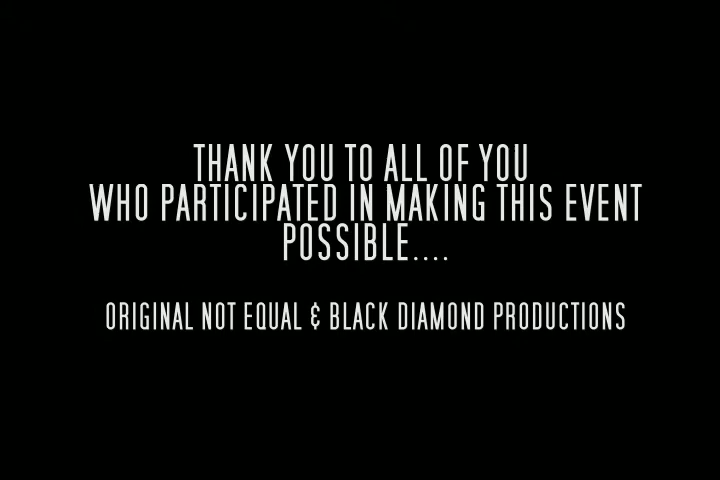 THANK YOU TO ALL OF YOU
WHO PARTICIPATED IN MAKING THIS EVENT
POSSIBLE....
ORIGINAL NOT EQUAL & BLACK DIAMOND PRODUCTIONS